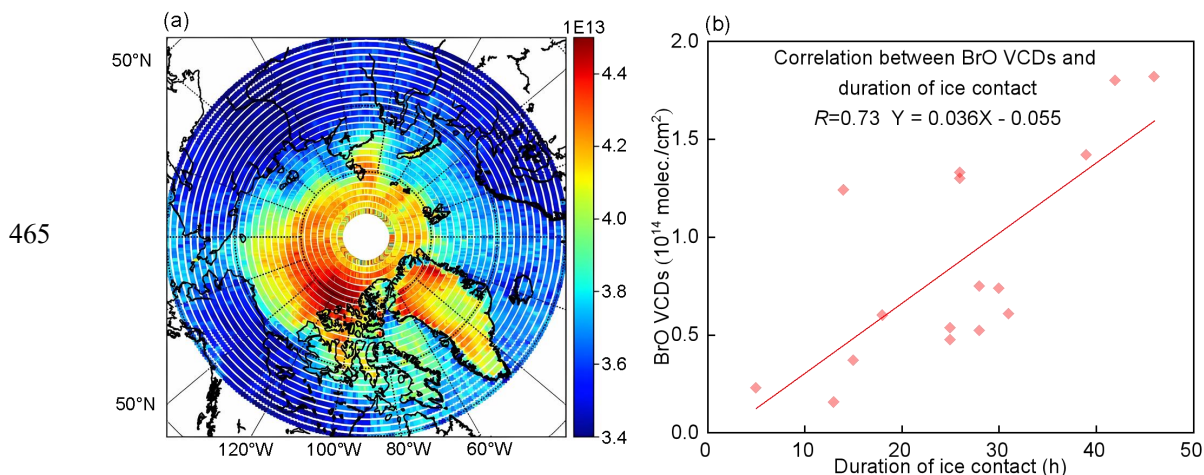 465
(a)
1E13
50°N
50°N
120°W
100°W
80°W
60°W
4.4
4.2
4.0
3.8
3.6
3.4
(b)
Correlation between BrO VCDs and
duration of ice contact
R=0.73 Y = 0.036X - 0.055
BrO VCDs (10¹⁴ molec./cm²)
2.0
1.5
1.0
0.5
0.0
0
10
20
30
40
50
Duration of ice contact (h)